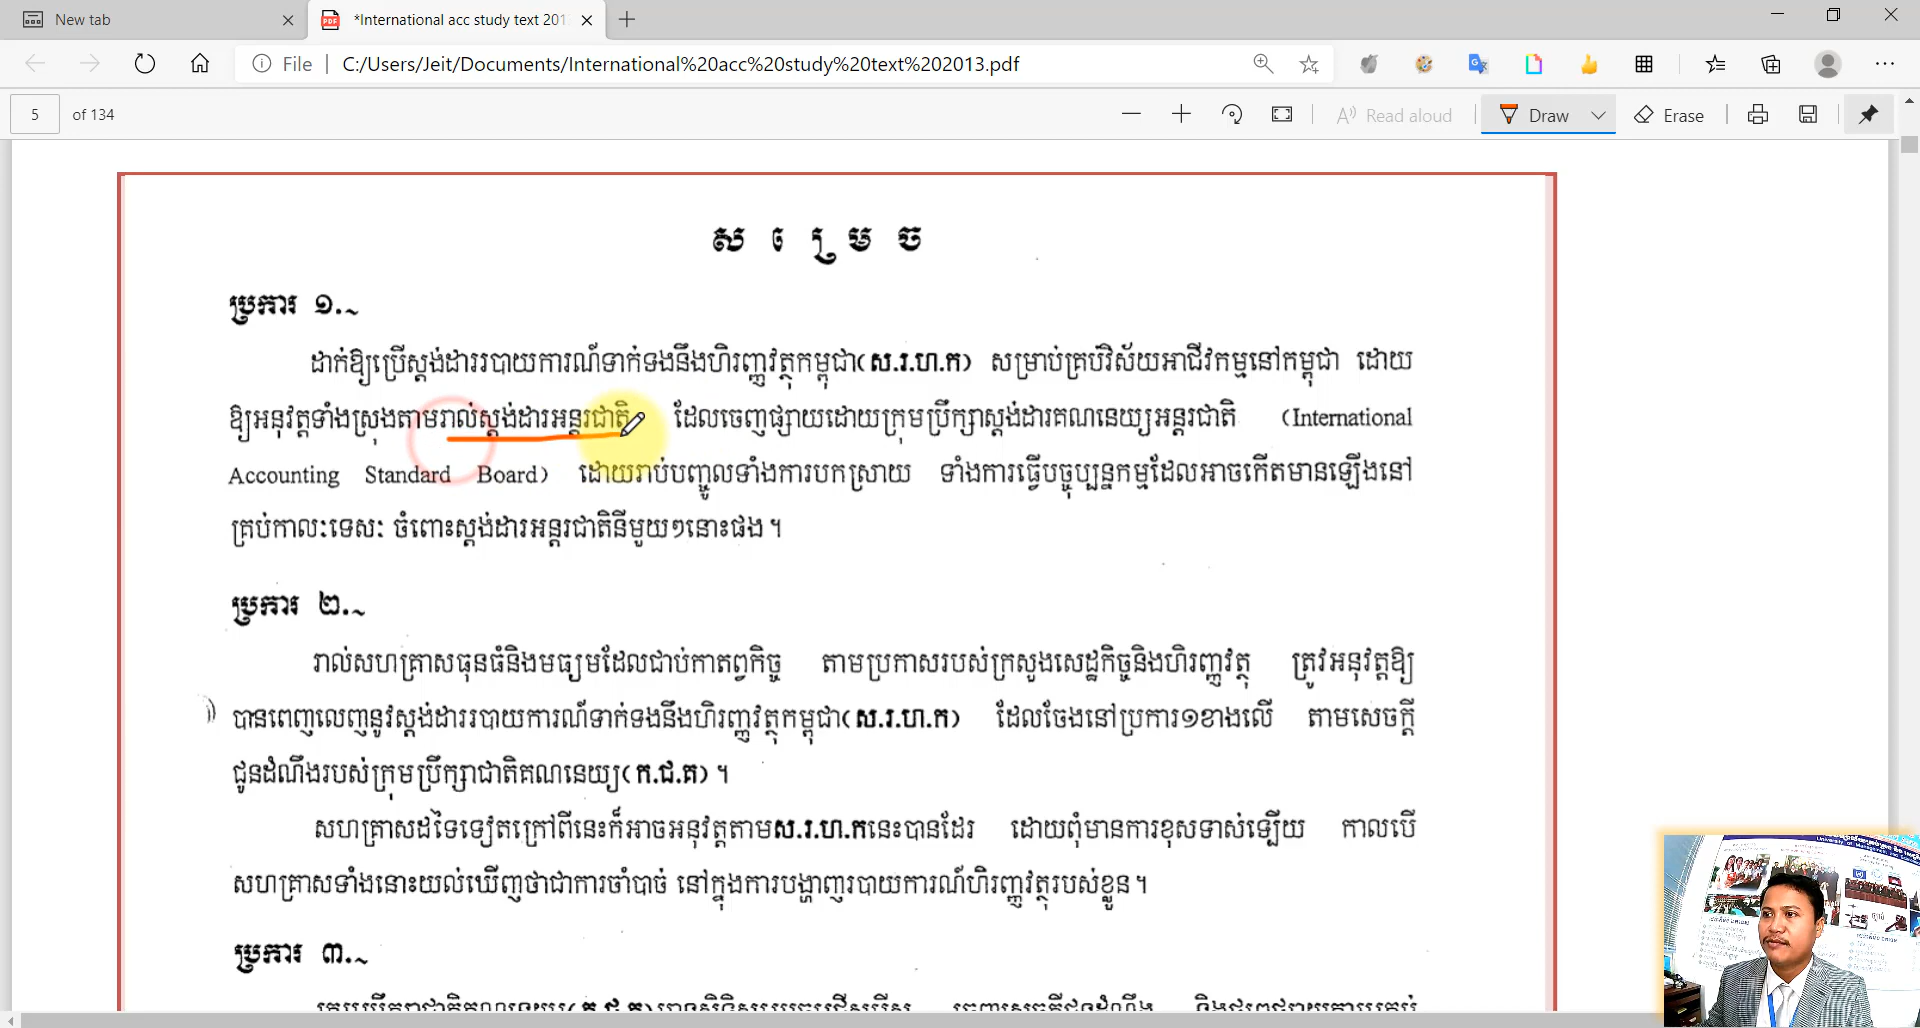 New tab
*International acc study text 201
File
C:/Users/Jeit/Documents/International%20acc%20study%20text%202013.pdf
5 of 134
Read aloud
Draw
Erase
ស ម្រេ ច
ប្រការ ១.~
ដាក់ឱ្យប្រើស្តង់ដាររបាយការណ៍ទាក់ទងនឹងហិរញ្ញវត្ថុកម្ពុជា(ស.រ.ហ.ក) សម្រាប់គ្រប់វិស័យអាជីវកម្មនៅកម្ពុជា ដោយ
ឱ្យអនុវត្តទាំងស្រុងតាមរាល់ស្តង់ដារអន្តរជាតិ ដែលចេញផ្សាយដោយក្រុមប្រឹក្សាស្តង់ដារគណនេយ្យអន្តរជាតិ (International
Accounting Standard Board) ដោយរាប់បញ្ចូលទាំងការបកស្រាយ ទាំងការធ្វើបច្ចុប្បន្នកម្មដែលអាចកើតមានឡើងនៅ
គ្រប់កាលៈទេសៈ ចំពោះស្តង់ដារអន្តរជាតិនីមួយៗនោះផង។
ប្រការ ២.~
រាល់សហគ្រាសធុនធំនិងមធ្យមដែលជាប់កាតព្វកិច្ច តាមប្រកាសរបស់ក្រសួងសេដ្ឋកិច្ចនិងហិរញ្ញវត្ថុ ត្រូវអនុវត្តឱ្យ
បានពេញលេញនូវស្តង់ដាររបាយការណ៍ទាក់ទងនឹងហិរញ្ញវត្ថុកម្ពុជា(ស.រ.ហ.ក) ដែលចែងនៅប្រការ១ខាងលើ តាមសេចក្តី
ជូនដំណឹងរបស់ក្រុមប្រឹក្សាជាតិគណនេយ្យ(ក.ជ.គ)។
សហគ្រាសដទៃទៀតក្រៅពីនេះក៏អាចអនុវត្តតាមស.រ.ហ.កនេះបានដែរ ដោយពុំមានការខុសទាស់ឡើយ កាលបើ
សហគ្រាសទាំងនោះយល់ឃើញថាជាការចាំបាច់ នៅក្នុងការបង្ហាញរបាយការណ៍ហិរញ្ញវត្ថុរបស់ខ្លួន។
ប្រការ ៣.~